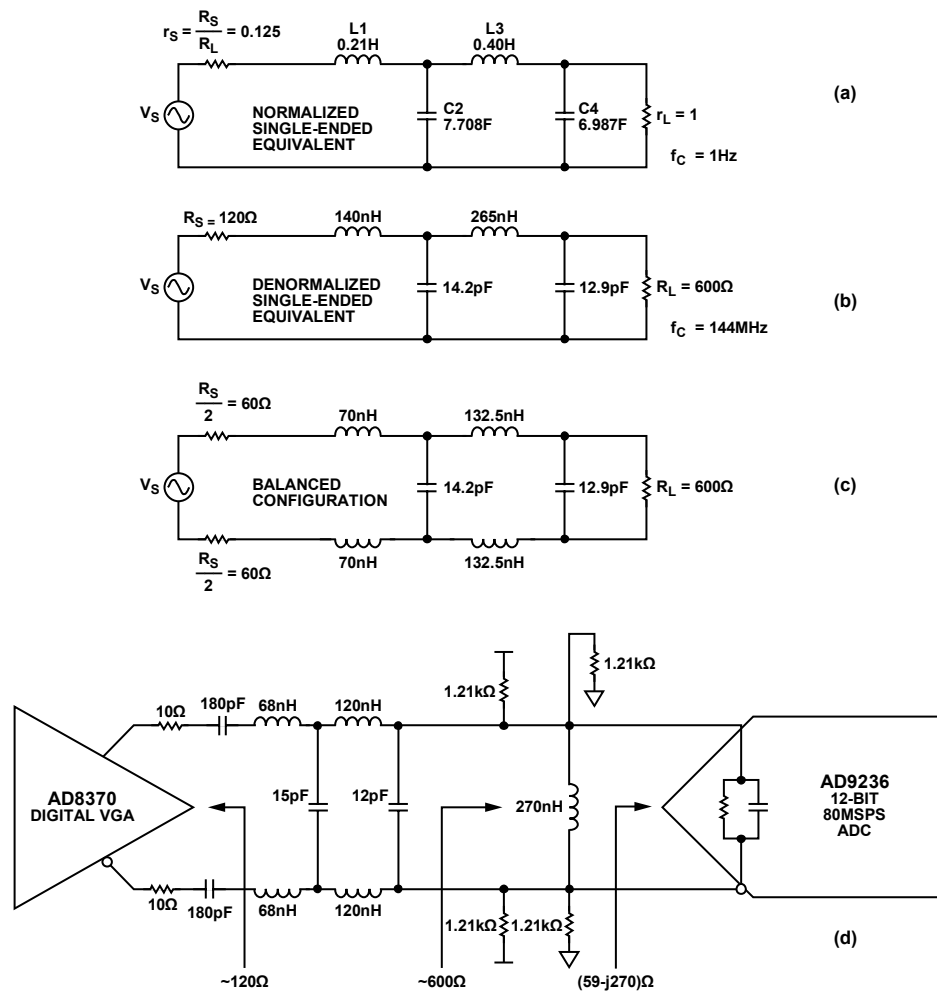 r_S = R_S / R_L = 0.125
L1
0.21H
L3
0.40H
V_S
NORMALIZED
SINGLE-ENDED
EQUIVALENT
C2
7.708F
C4
6.987F
r_L = 1
f_C = 1Hz
(a)
R_S = 120Ω
140nH
265nH
V_S
DENORMALIZED
SINGLE-ENDED
EQUIVALENT
14.2pF
12.9pF
R_L = 600Ω
f_C = 144MHz
(b)
R_S / 2 = 60Ω
70nH
132.5nH
V_S
BALANCED
CONFIGURATION
14.2pF
12.9pF
R_L = 600Ω
(c)
R_S / 2 = 60Ω
70nH
132.5nH
1.21kΩ
1.21kΩ
10Ω
180pF
68nH
120nH
AD8370
DIGITAL VGA
15pF
12pF
270nH
AD9236
12-BIT
80MSPS
ADC
10Ω
180pF
68nH
120nH
1.21kΩ
1.21kΩ
(d)
~120Ω
~600Ω
(59-j270)Ω